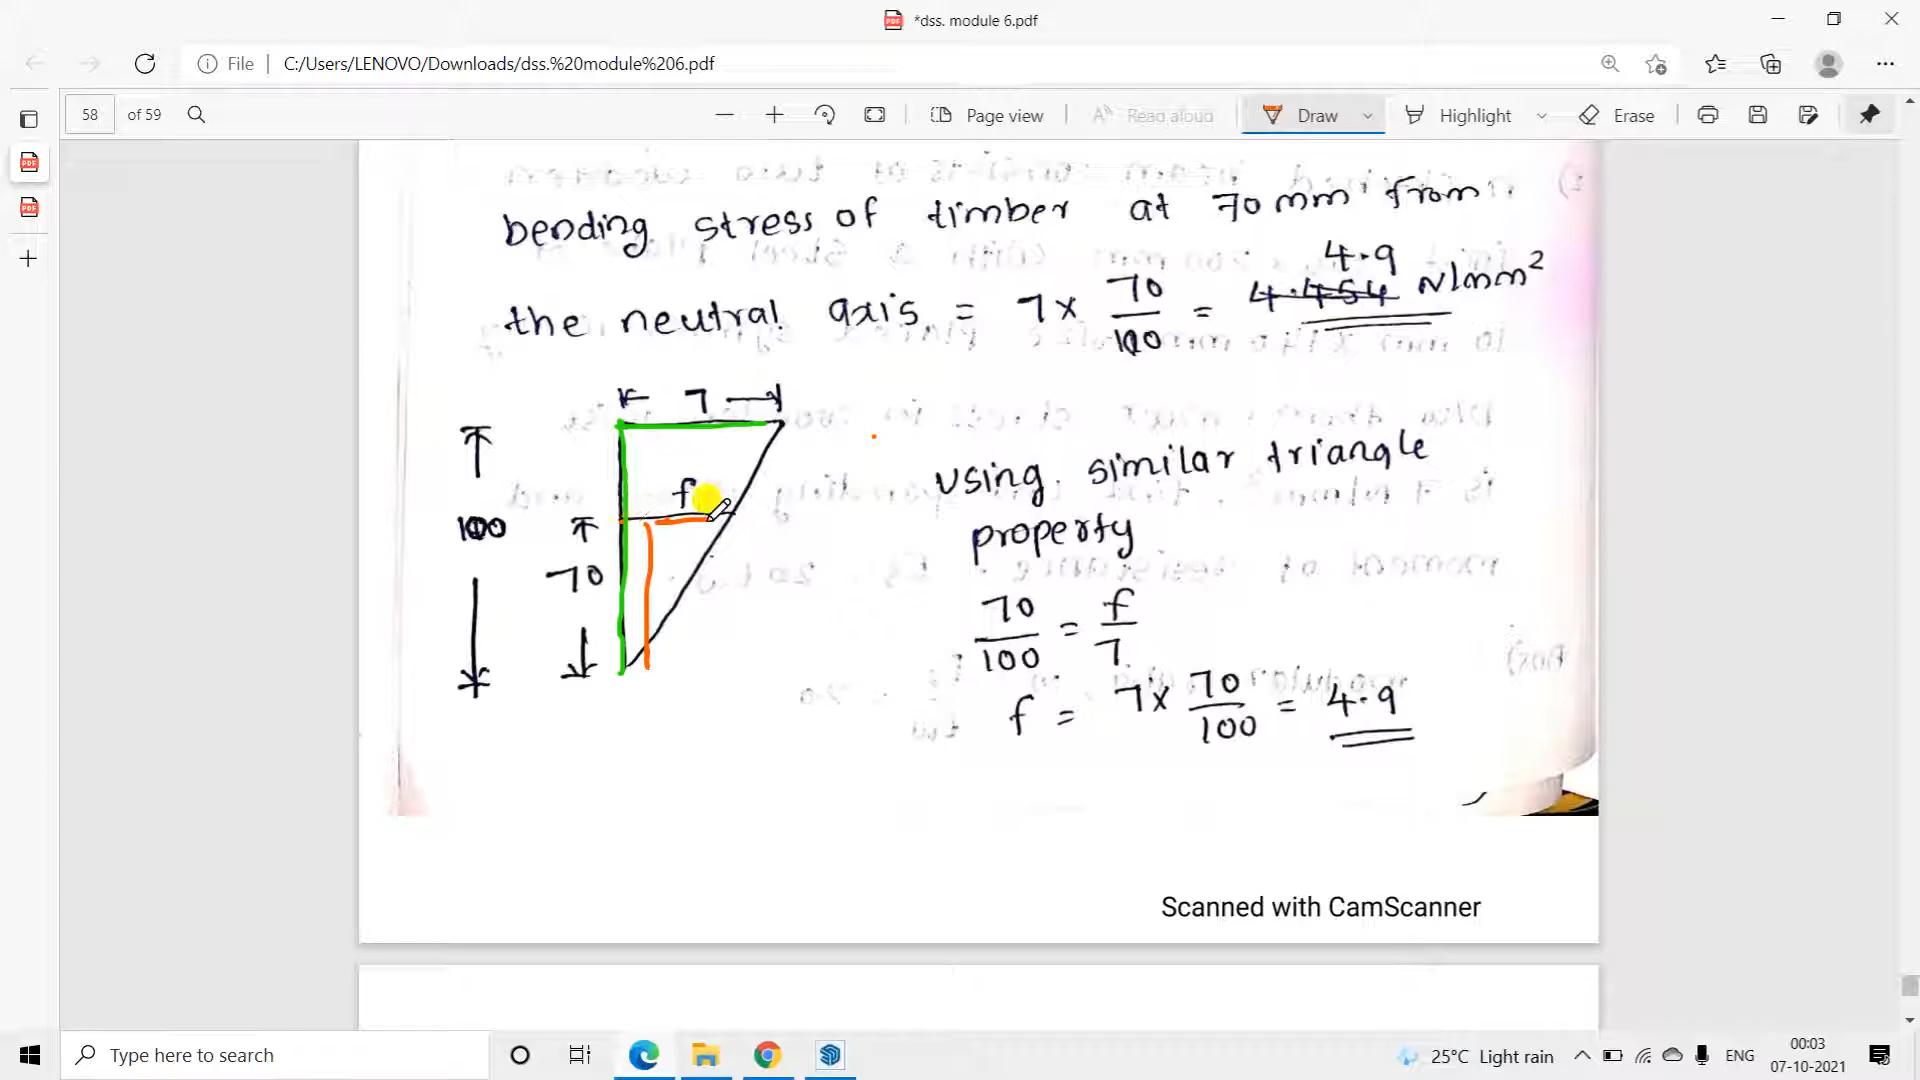 *dss. module 6.pdf
File | C:/Users/LENOVO/Downloads/dss.%20module%206.pdf
58 of 59 Page view Read aloud Draw Highlight Erase
bending stress of timber at 70 mm from
4.9
the neutral axis = 7 x 70/100 = 4.454 N/mm²
7
f
100
70
using similar triangle
property
70/100 = f/7
f = 7 x 70/100 = 4.9
Scanned with CamScanner
Type here to search
25°C Light rain ENG 00:03
07-10-2021